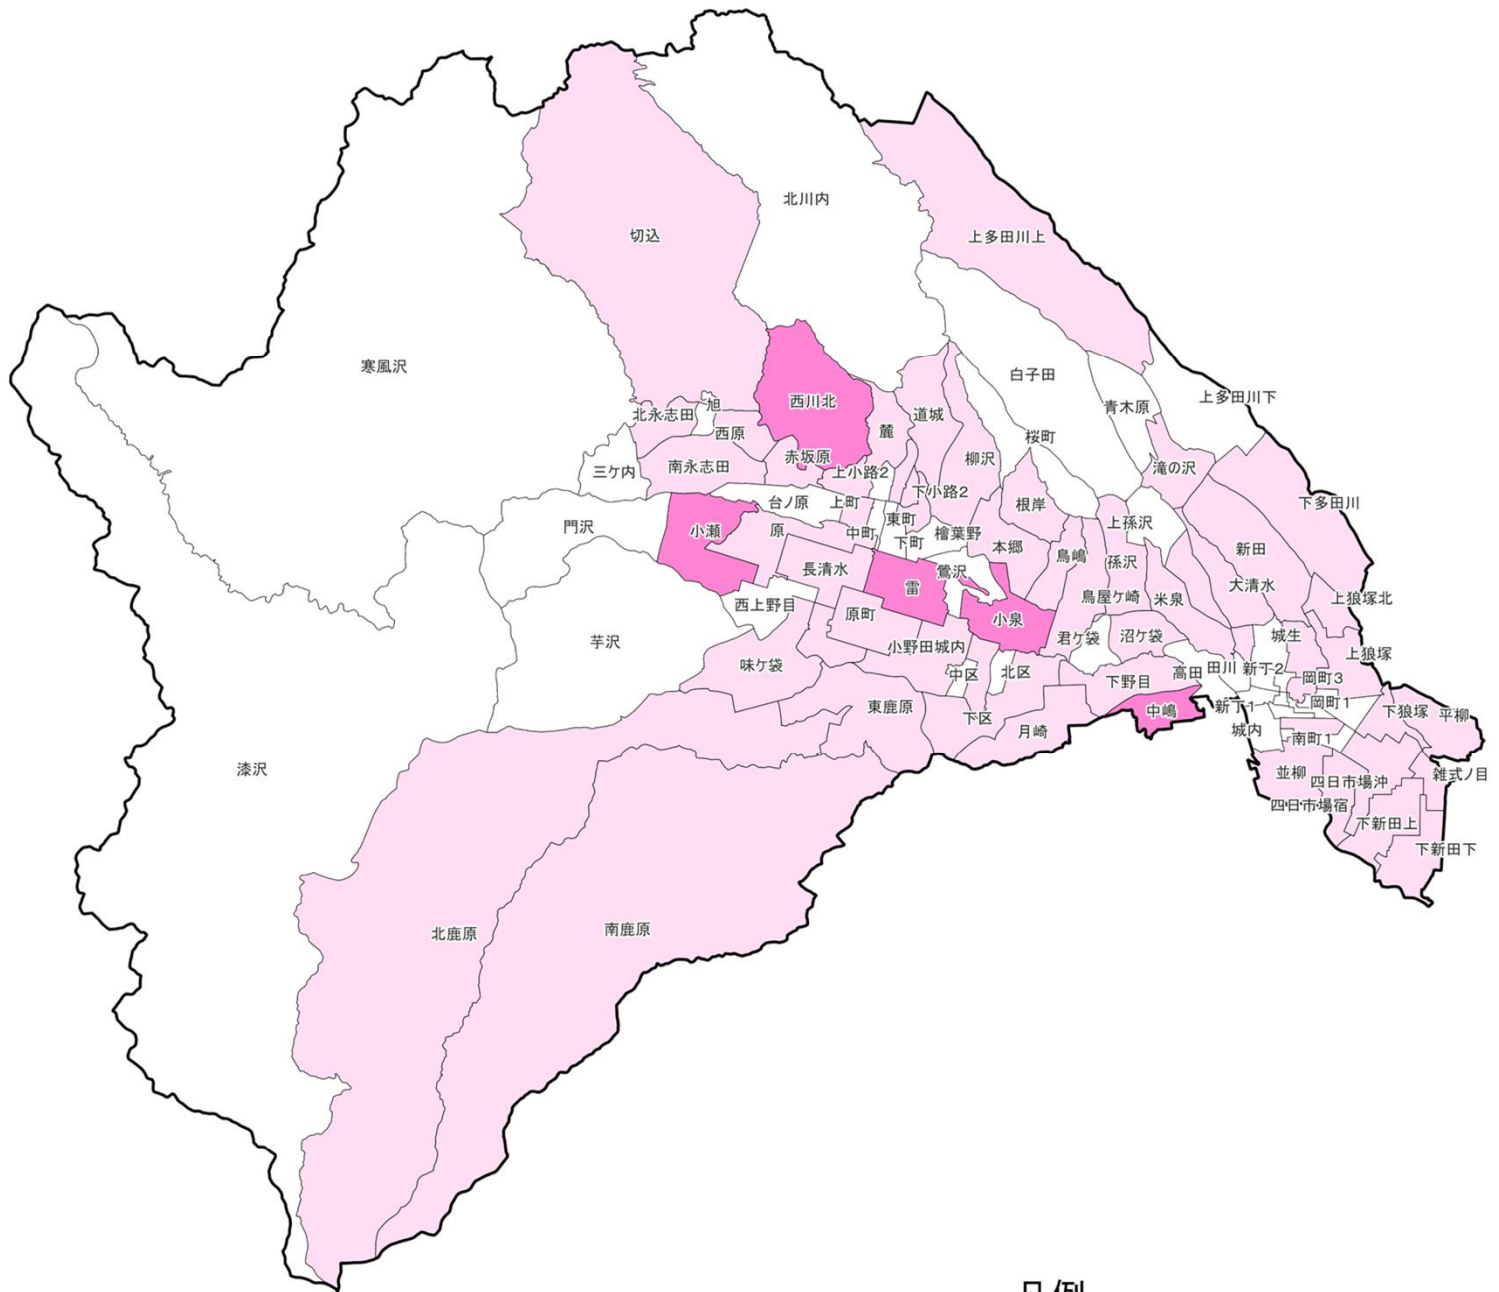 北川内
切込
上多田川上
寒風沢
白子田
上多田川下
青木原
西川北
旭
北永志田
道城
麓
西原
桜町
赤坂原
柳沢
南永志田
滝の沢
三ケ内
上小路2
下小路2
台ノ原
上町
根岸
下多田川
門沢
小瀬
原
中町
東町
下町
檜葉野
上孫沢
本郷
新田
鳥嶋
孫沢
長清水
鶯沢
雷
大清水
西上野目
鳥屋ケ崎
米泉
上狼塚北
原町
小泉
芋沢
小野田城内
君ケ袋
沼ケ袋
城生
上狼塚
味ケ袋
中区
北区
高田
田川
新丁2
岡町3
下野目
岡町1
東鹿原
中嶋
新丁1
下狼塚
平柳
下区
月崎
城内
南町1
漆沢
並柳
四日市場沖
雑式ノ目
四日市場宿
下新田上
下新田下
北鹿原
南鹿原